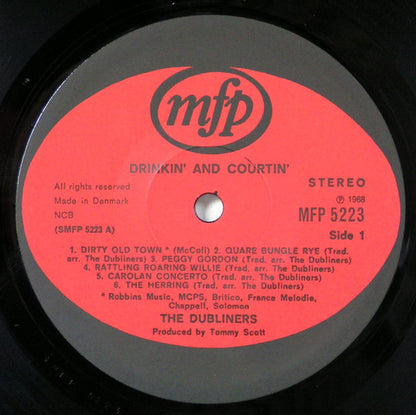 mfp
DRINKIN' AND COURTIN'
All rights reserved
Made in Denmark
NCB
(SMFP 5223 A)
STEREO
℗ 1968
MFP 5223
Side 1
1. DIRTY OLD TOWN * (McColl) 2. QUARE BUNGLE RYE (Trad.
arr. The Dubliners) 3. PEGGY GORDON (Trad. arr. The Dubliners)
4. RATTLING ROARING WILLIE (Trad. arr. The Dubliners)
5. CAROLAN CONCERTO (Trad. arr. The Dubliners)
6. THE HERRING (Trad. arr. The Dubliners)
* Robbins Music, MCPS, Britico, France Melodie,
Chappell, Solomon
THE DUBLINERS
Produced by Tommy Scott